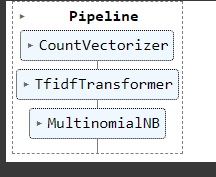 Pipeline
CountVectorizer
TfidfTransformer
MultinomialNB